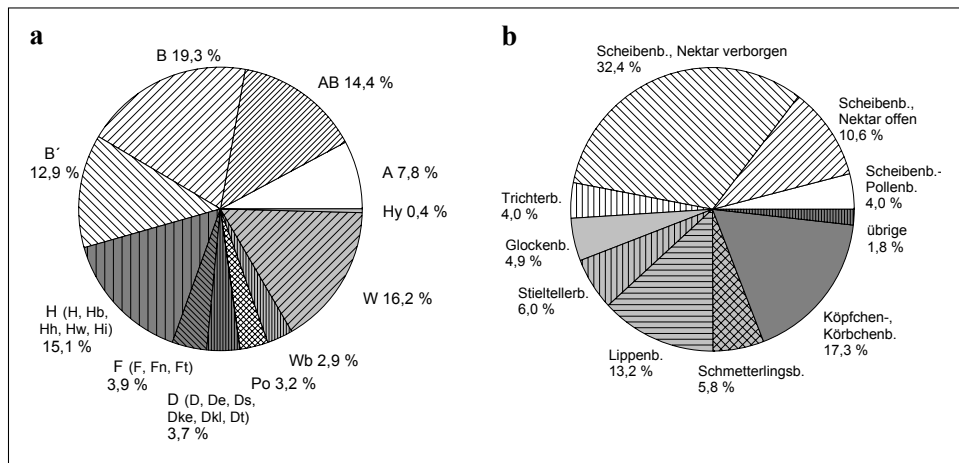 a
B 19,3 %
AB 14,4 %
A 7,8 %
Hy 0,4 %
W 16,2 %
Wb 2,9 %
Po 3,2 %
D (D, De, Ds,
Dke, Dkl, Dt)
3,7 %
F (F, Fn, Ft)
3,9 %
H (H, Hb,
Hh, Hw, Hi)
15,1 %
B´
12,9 %
b
Scheibenb., Nektar verborgen
32,4 %
Scheibenb.,
Nektar offen
10,6 %
Scheibenb.-
Pollenb.
4,0 %
übrige
1,8 %
Köpfchen-,
Körbchenb.
17,3 %
Schmetterlingsb.
5,8 %
Lippenb.
13,2 %
Stieltellerb.
6,0 %
Glockenb.
4,9 %
Trichterb.
4,0 %